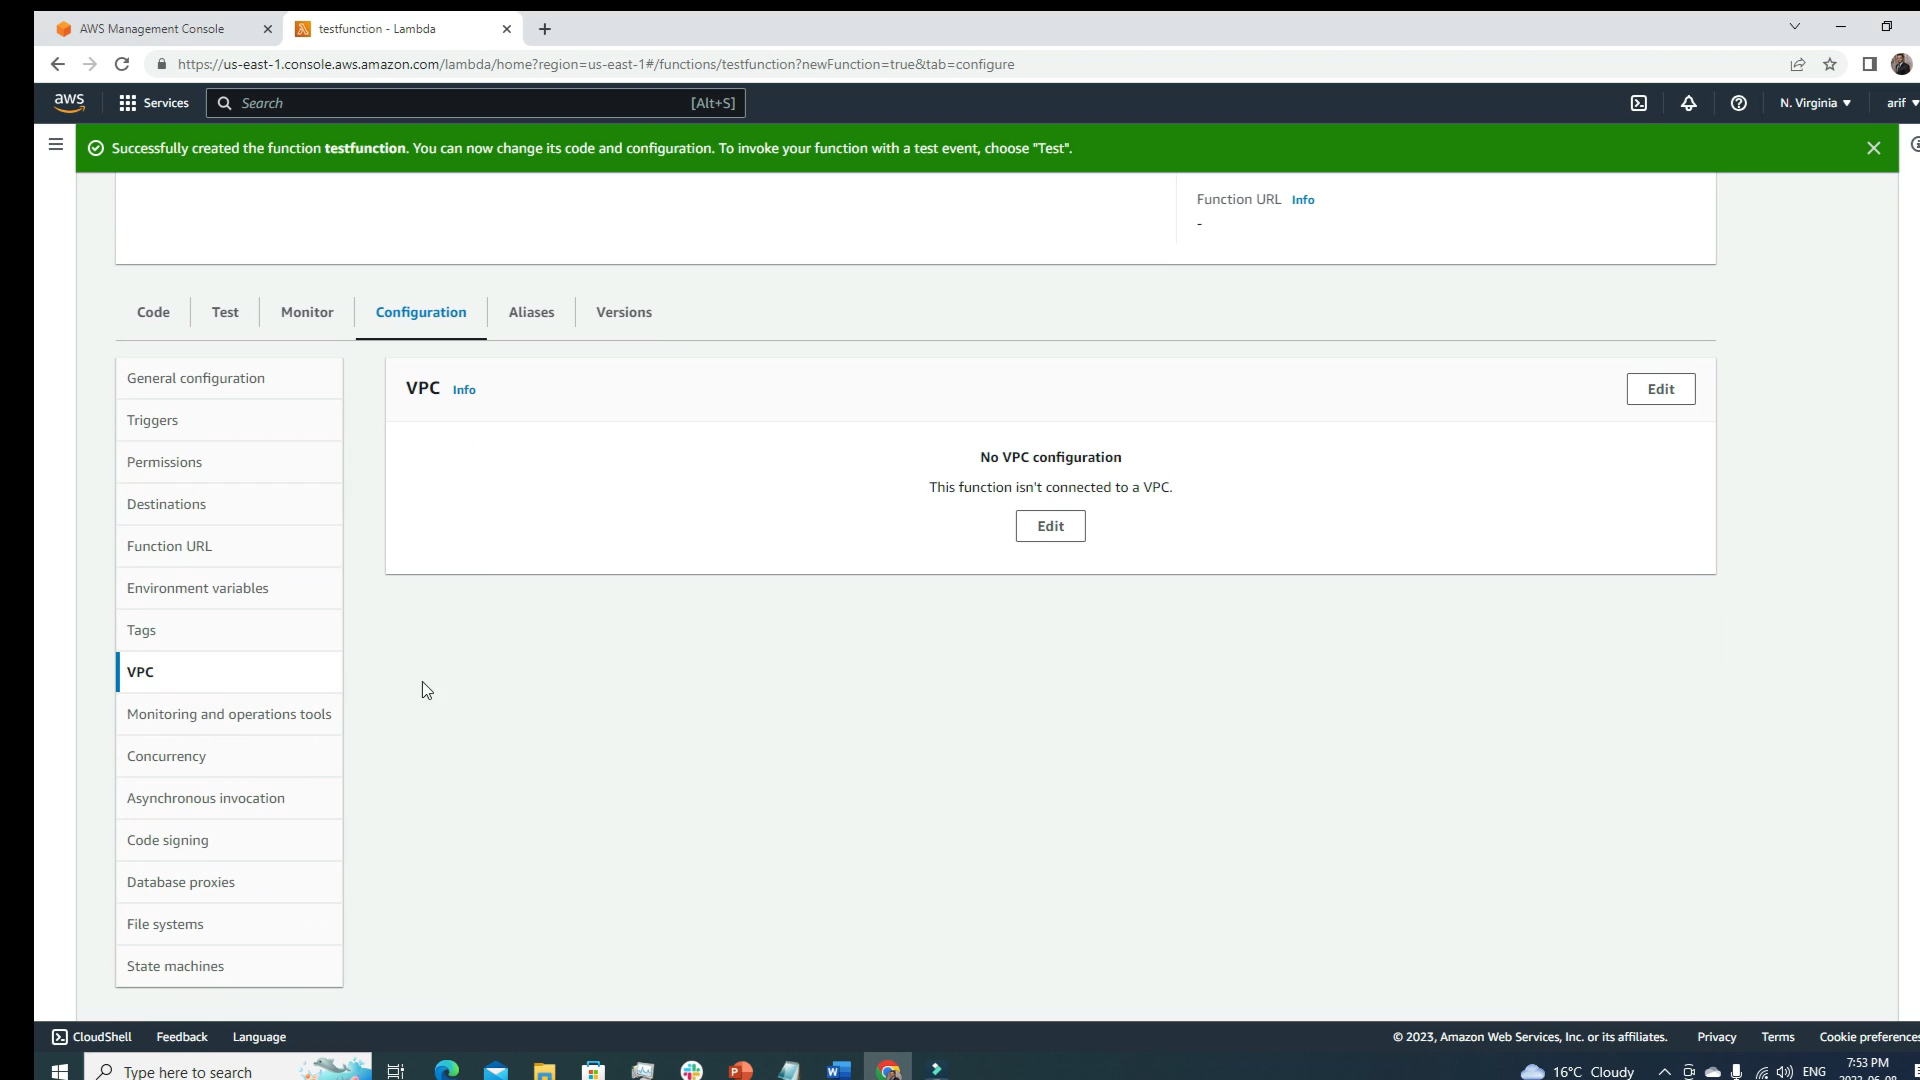 AWS Management Console
testfunction - Lambda
https://us-east-1.console.aws.amazon.com/lambda/home?region=us-east-1#/functions/testfunction?newFunction=true&tab=configure
aws
Services
Search
[Alt+S]
N. Virginia ▼
arif ▼
Successfully created the function testfunction. You can now change its code and configuration. To invoke your function with a test event, choose "Test".
Function URL Info
-
Code
Test
Monitor
Configuration
Aliases
Versions
General configuration
Triggers
Permissions
Destinations
Function URL
Environment variables
Tags
VPC
Monitoring and operations tools
Concurrency
Asynchronous invocation
Code signing
Database proxies
File systems
State machines
VPC Info
Edit
No VPC configuration
This function isn't connected to a VPC.
Edit
CloudShell
Feedback
Language
© 2023, Amazon Web Services, Inc. or its affiliates.
Privacy
Terms
Cookie preferences
Type here to search
16°C Cloudy
ENG
7:53 PM